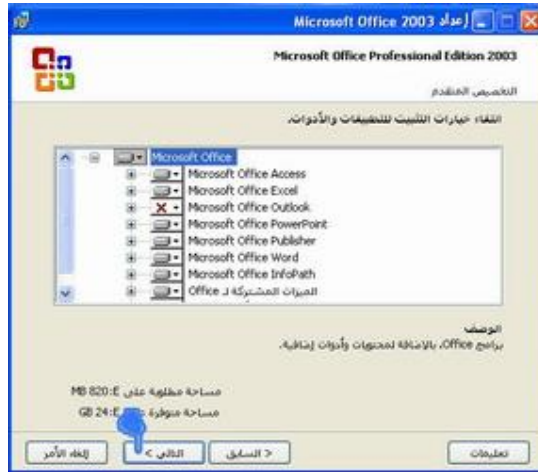 إعداد Microsoft Office 2003
Microsoft Office Professional Edition 2003
التخصيص المتقدم
انتقاء خيارات التثبيت للتطبيقات والأدوات.
Microsoft Office
Microsoft Office Access
Microsoft Office Excel
Microsoft Office Outlook
Microsoft Office PowerPoint
Microsoft Office Publisher
Microsoft Office Word
Microsoft Office InfoPath
الميزات المشتركة لـ Office
الوصف
برامج Office، بالإضافة لمحتويات وأدوات إضافية.
مساحة مطلوبة على E: 820 MB
مساحة متوفرة E: 24 GB
تعليمات
< السابق
التالي >
إلغاء الأمر